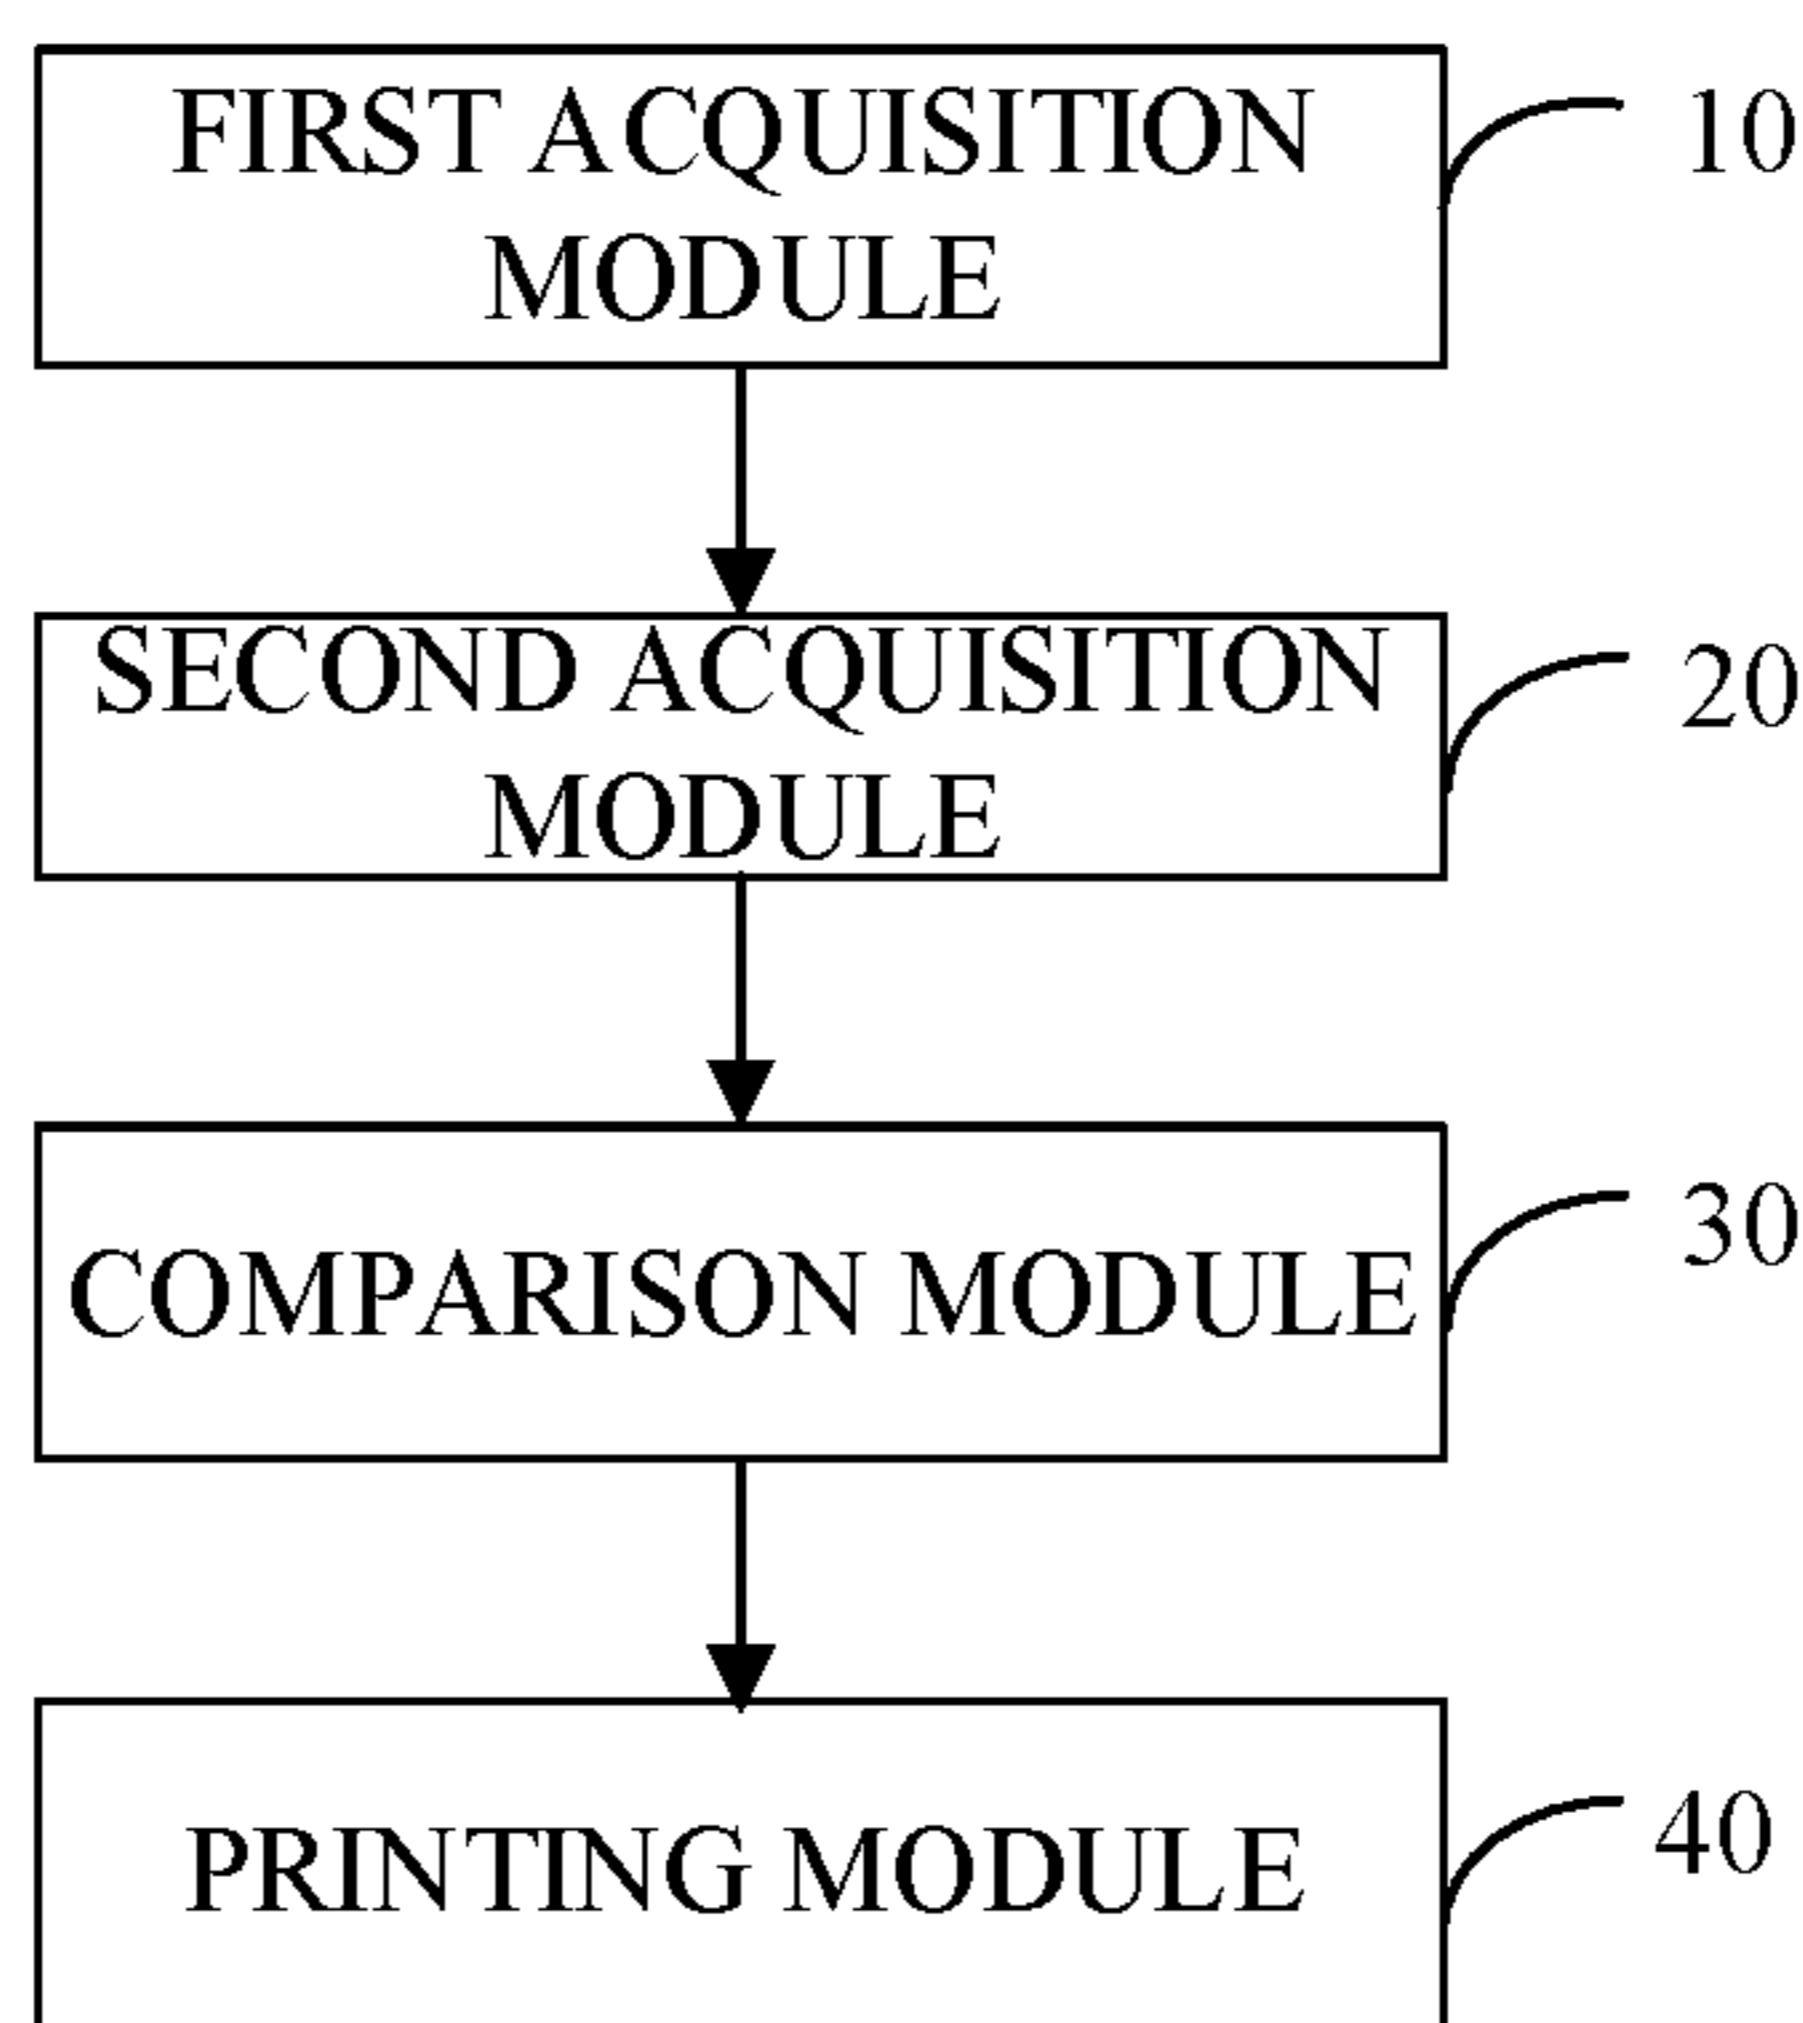 FIRST ACQUISITION
MODULE
10
SECOND ACQUISITION
MODULE
20
COMPARISON MODULE
30
PRINTING MODULE
40